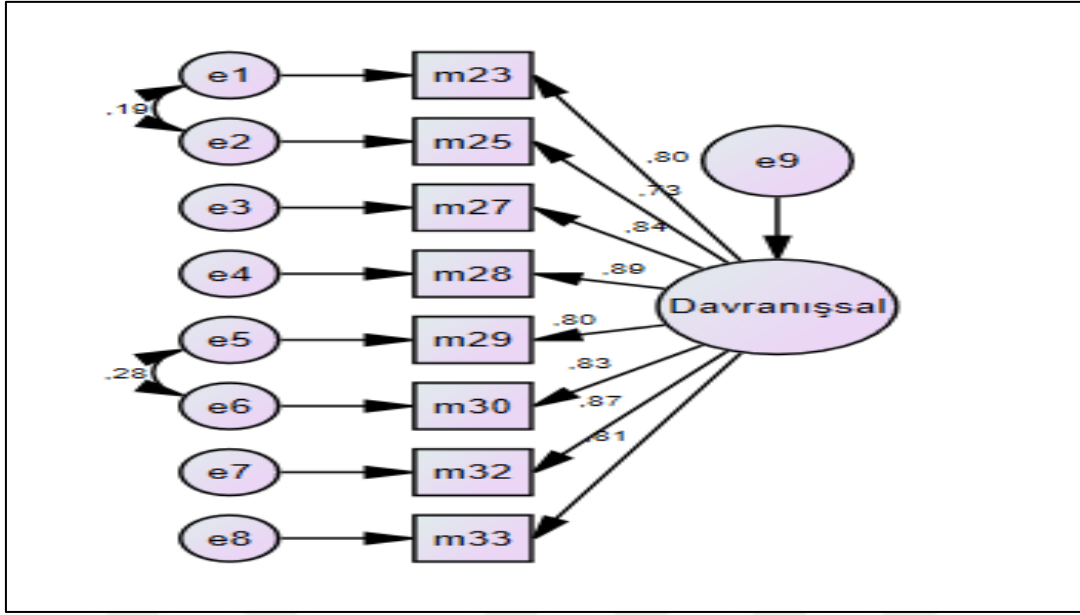 e1
m23
.19
e2
m25
.80
e9
.73
e3
m27
.84
e4
m28
.89
Davranışsal
e5
m29
.80
.28
.83
e6
m30
.87
.81
e7
m32
e8
m33